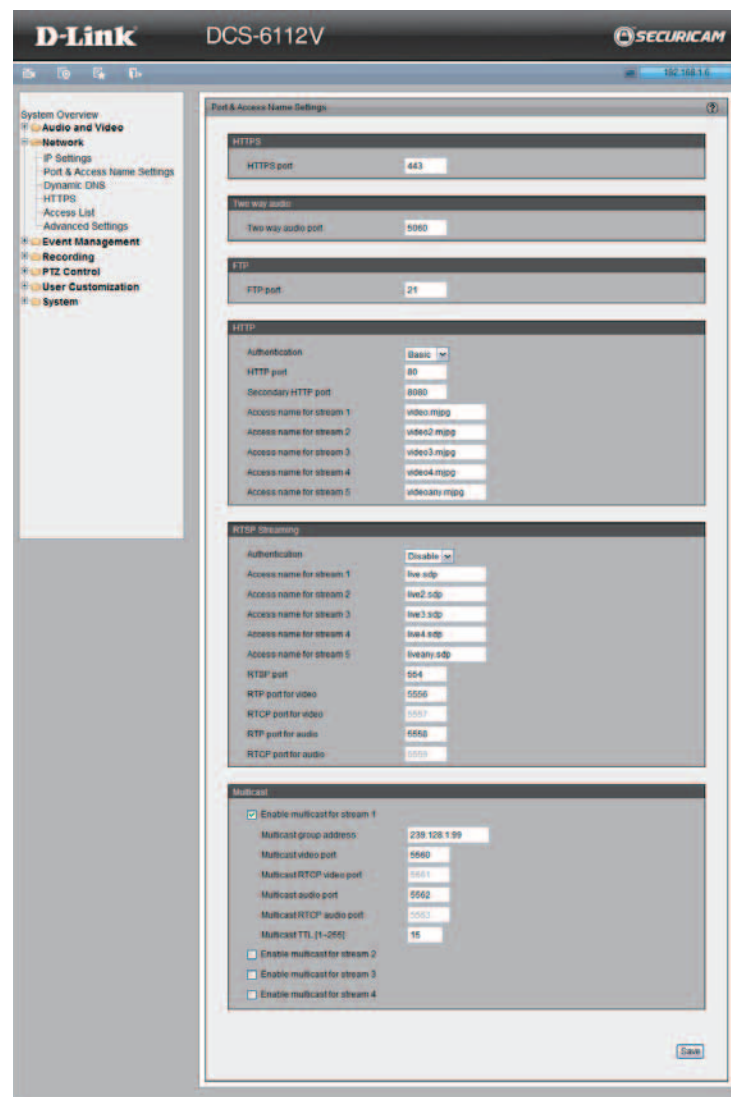 D-Link
DCS-6112V
SECURICAM
192.168.1.6
System Overview
Audio and Video
Network
IP Settings
Port & Access Name Settings
Dynamic DNS
HTTPS
Access List
Advanced Settings
Event Management
Recording
PTZ Control
User Customization
System
Port & Access Name Settings
HTTPS
HTTPS port 443
Two way audio
Two way audio port 5060
FTP
FTP port 21
HTTP
Authentication Basic
HTTP port 80
Secondary HTTP port 8080
Access name for stream 1 video.mjpg
Access name for stream 2 video2.mjpg
Access name for stream 3 video3.mjpg
Access name for stream 4 video4.mjpg
Access name for stream 5 videoany.mjpg
RTSP Streaming
Authentication Disable
Access name for stream 1 live.sdp
Access name for stream 2 live2.sdp
Access name for stream 3 live3.sdp
Access name for stream 4 live4.sdp
Access name for stream 5 liveany.sdp
RTSP port 554
RTP port for video 5556
RTCP port for video 5557
RTP port for audio 5558
RTCP port for audio 5559
Multicast
Enable multicast for stream 1
Multicast group address 239.128.1.99
Multicast video port 5560
Multicast RTCP video port 5561
Multicast audio port 5562
Multicast RTCP audio port 5563
Multicast TTL [1~255] 15
Enable multicast for stream 2
Enable multicast for stream 3
Enable multicast for stream 4
Save